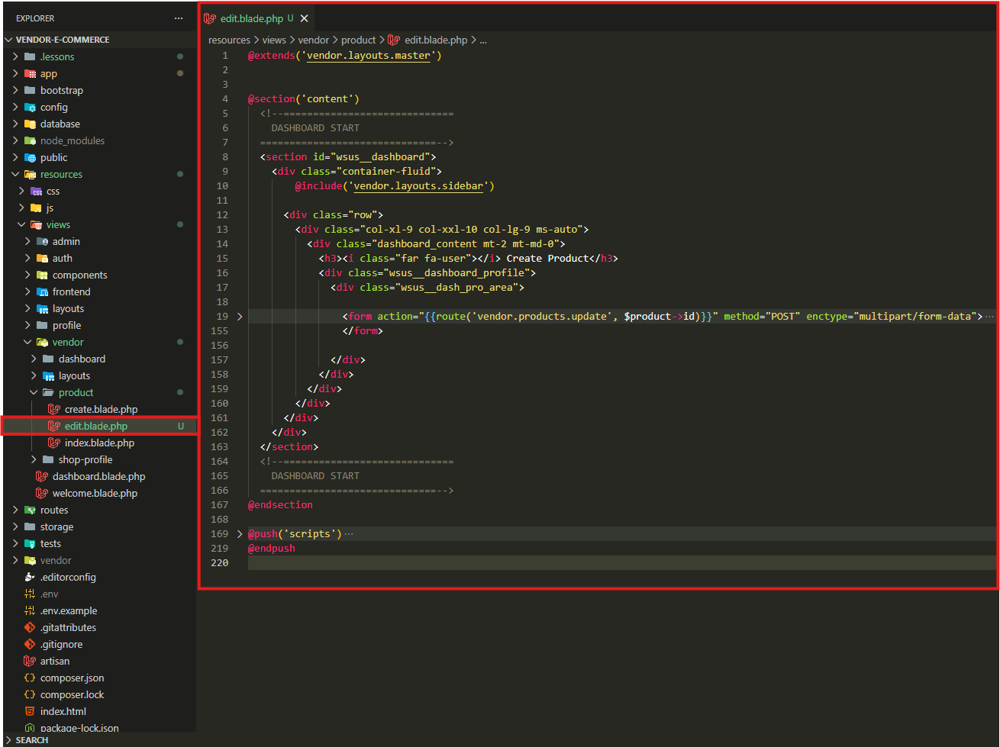 EXPLORER
VENDOR-E-COMMERCE
.lessons
app
bootstrap
config
database
node_modules
public
resources
css
js
views
admin
auth
components
frontend
layouts
profile
vendor
dashboard
layouts
product
create.blade.php
edit.blade.php U
index.blade.php
shop-profile
dashboard.blade.php
welcome.blade.php
routes
storage
tests
vendor
.editorconfig
.env
.env.example
.gitattributes
.gitignore
artisan
composer.json
composer.lock
index.html
package-lock.json
SEARCH
edit.blade.php U
resources > views > vendor > product > edit.blade.php > ...
1 @extends('vendor.layouts.master')
2
3
4 @section('content')
5 <!--=============================
6 DASHBOARD START
7 ==============================-->
8 <section id="wsus__dashboard">
9 <div class="container-fluid">
10 @include('vendor.layouts.sidebar')
11
12 <div class="row">
13 <div class="col-xl-9 col-xxl-10 col-lg-9 ms-auto">
14 <div class="dashboard_content mt-2 mt-md-0">
15 <h3><i class="far fa-user"></i> Create Product</h3>
16 <div class="wsus__dashboard_profile">
17 <div class="wsus__dash_pro_area">
18
19 <form action="{{route('vendor.products.update', $product->id)}}" method="POST" enctype="multipart/form-data">
155 </form>
156
157 </div>
158 </div>
159 </div>
160 </div>
161 </div>
162 </div>
163 </section>
164 <!--=============================
165 DASHBOARD START
166 ==============================-->
167 @endsection
168
169 @push('scripts')
219 @endpush
220